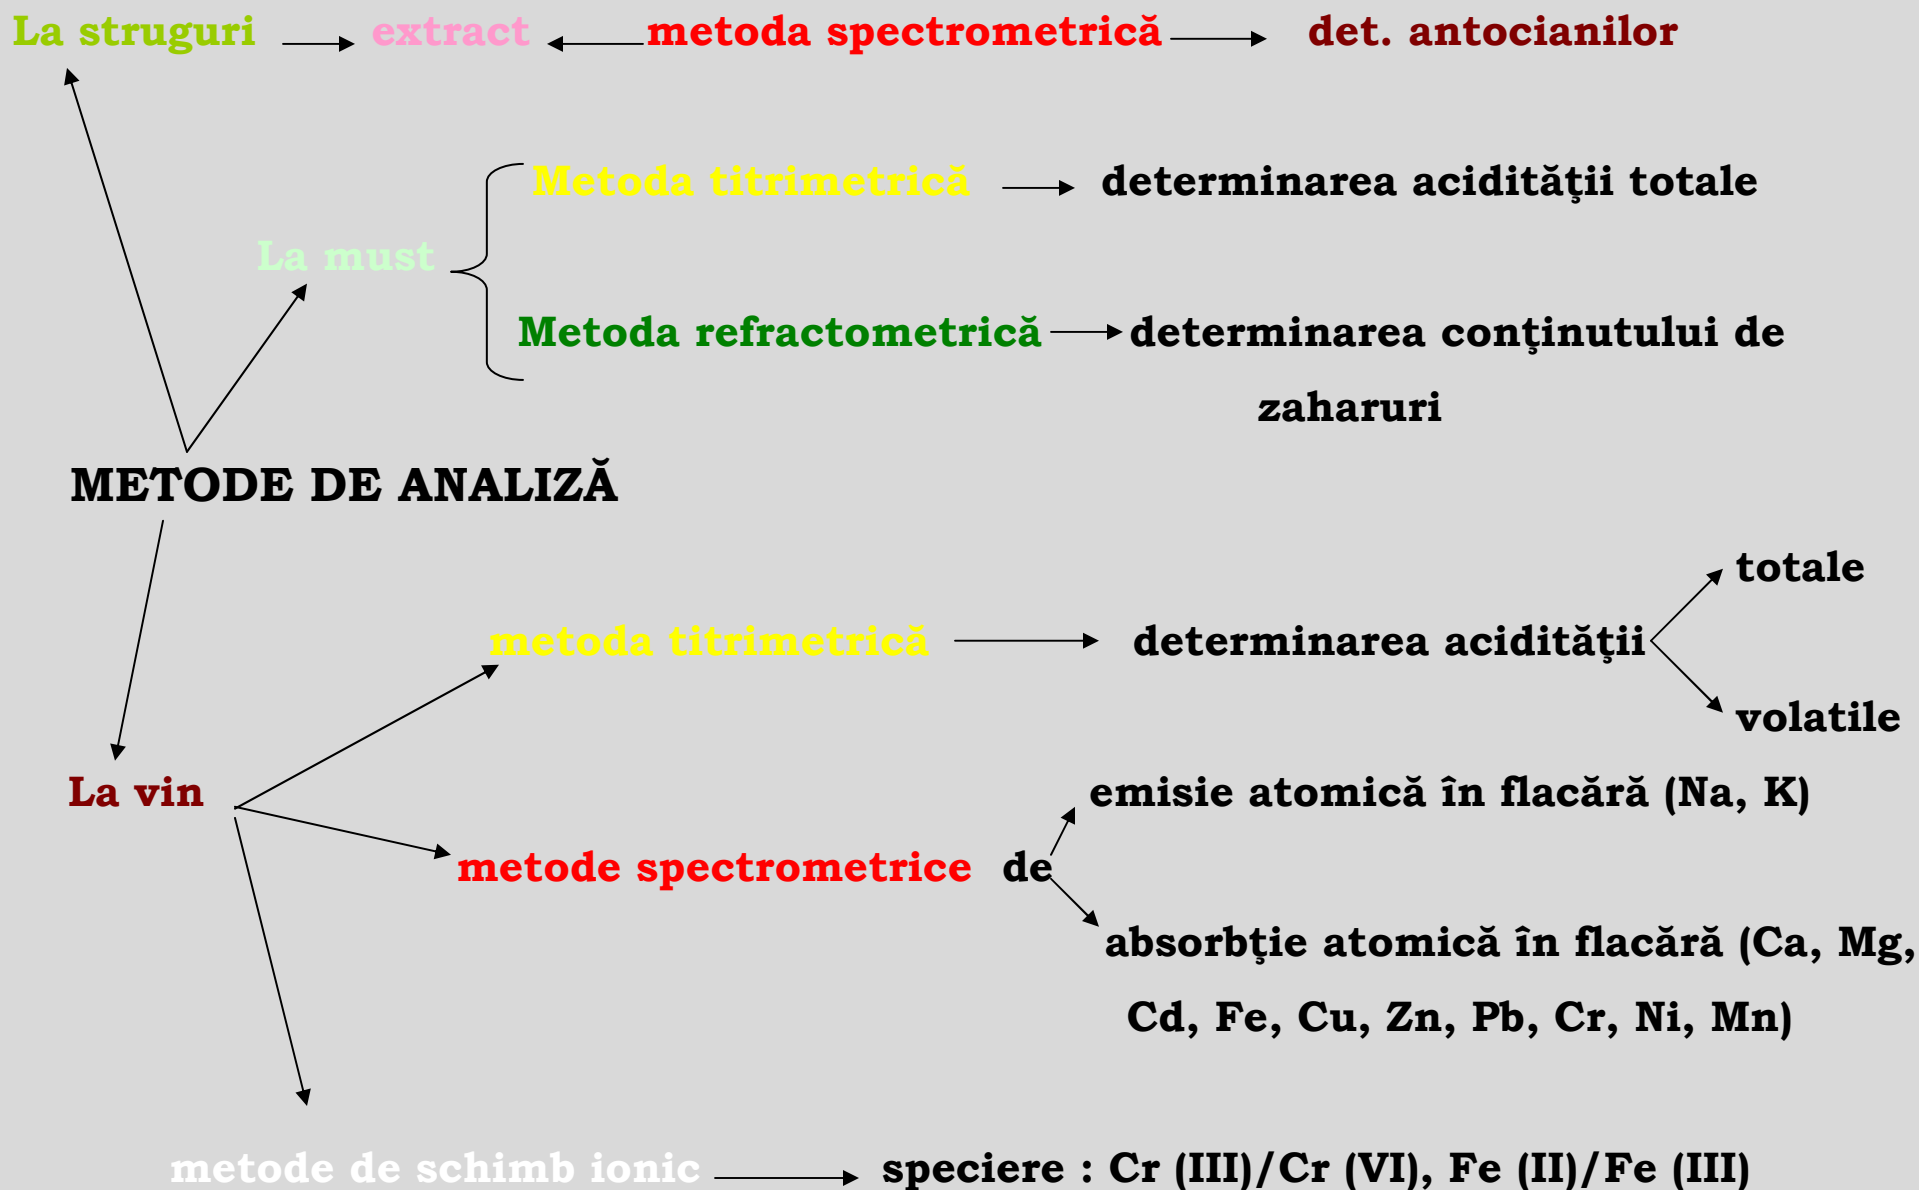 La struguri extract metoda spectrometrică det. antocianilor
Metoda titrimetrică determinarea acidităţii totale
La must
Metoda refractometrică determinarea conţinutului de
zaharuri
METODE DE ANALIZĂ
totale
metoda titrimetrică determinarea acidităţii
volatile
La vin emisie atomică în flacără (Na, K)
metode spectrometrice de
absorbţie atomică în flacără (Ca, Mg,
Cd, Fe, Cu, Zn, Pb, Cr, Ni, Mn)
metode de schimb ionic speciere : Cr (III)/Cr (VI), Fe (II)/Fe (III)